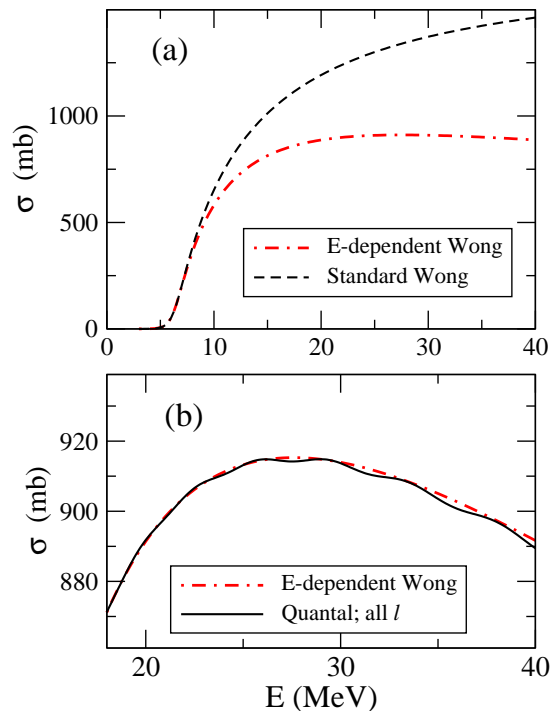 (a)
1000
500
0
σ (mb)
E-dependent Wong
Standard Wong
0 10 20 30 40
(b)
920
900
880
σ (mb)
E-dependent Wong
Quantal; all l
20 30 40
E (MeV)